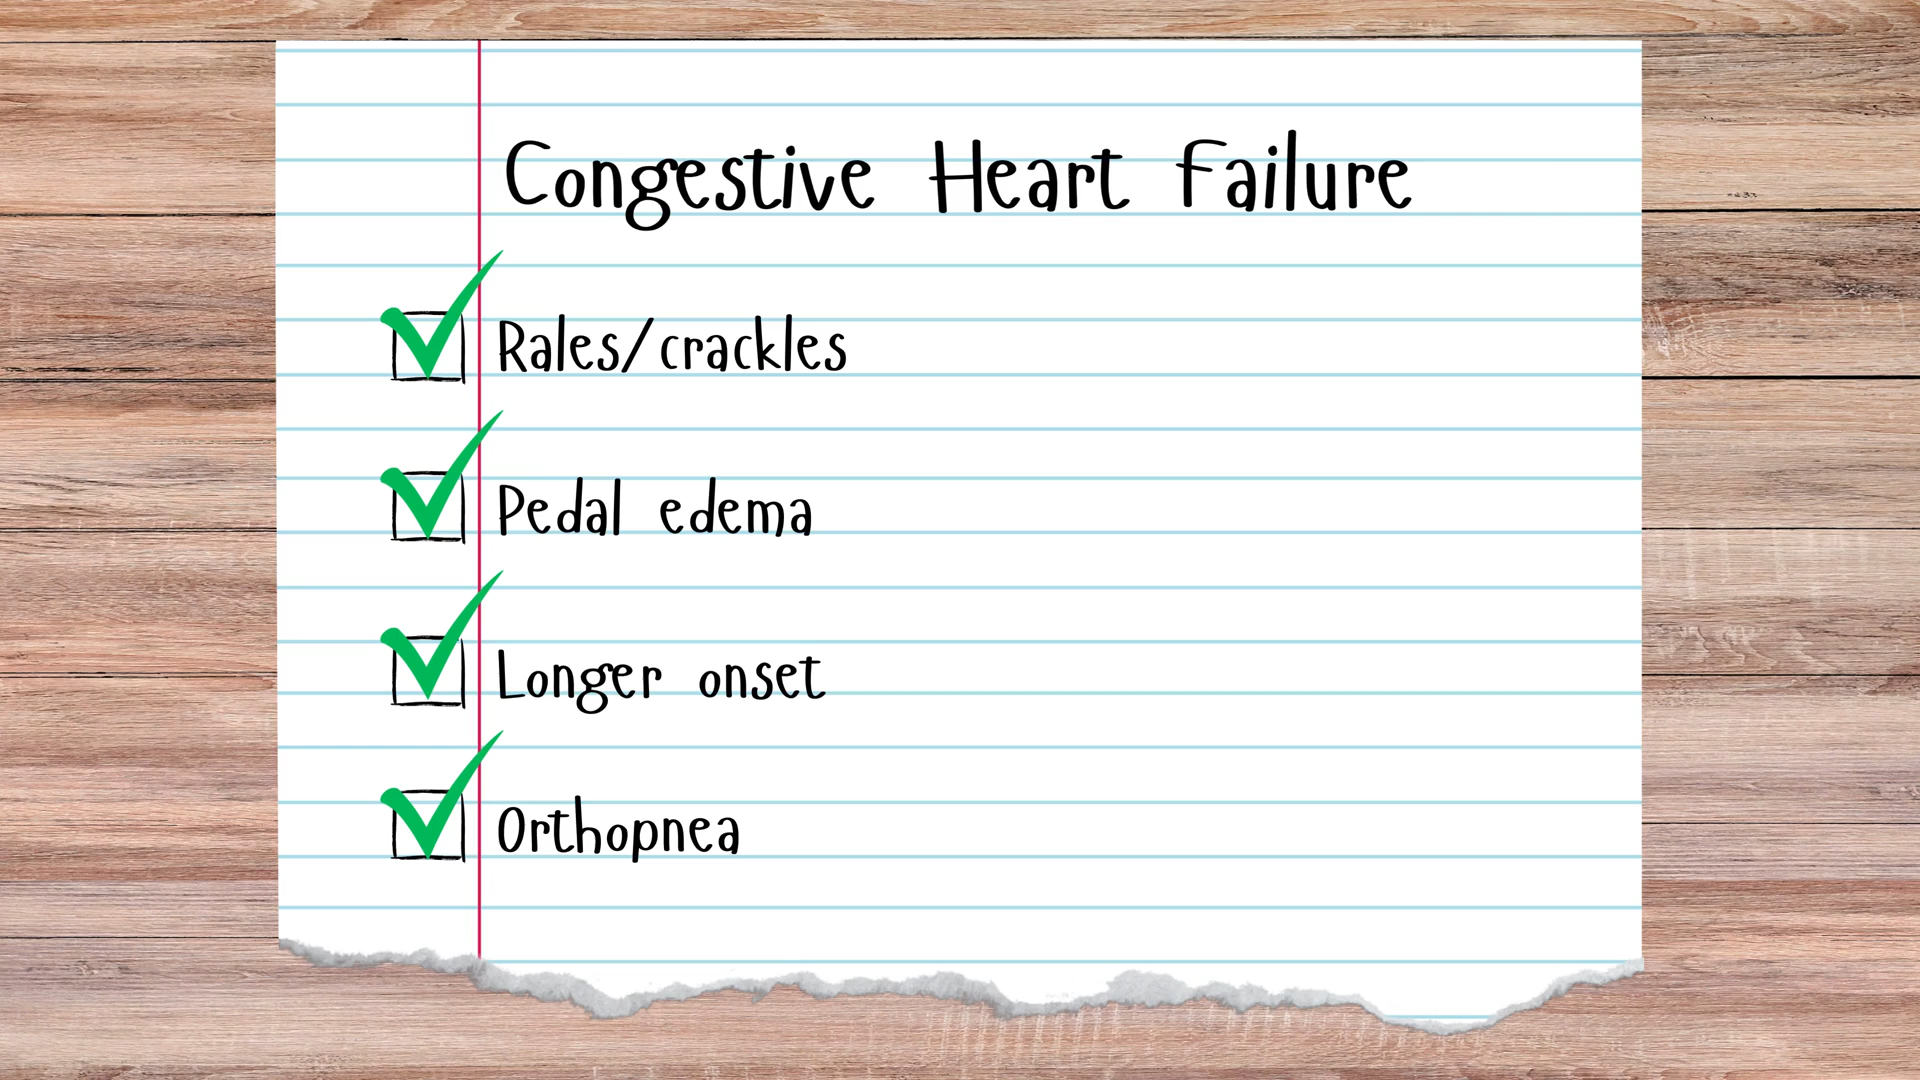 Congestive Heart Failure
Rales/crackles
Pedal edema
Longer onset
Orthopnea